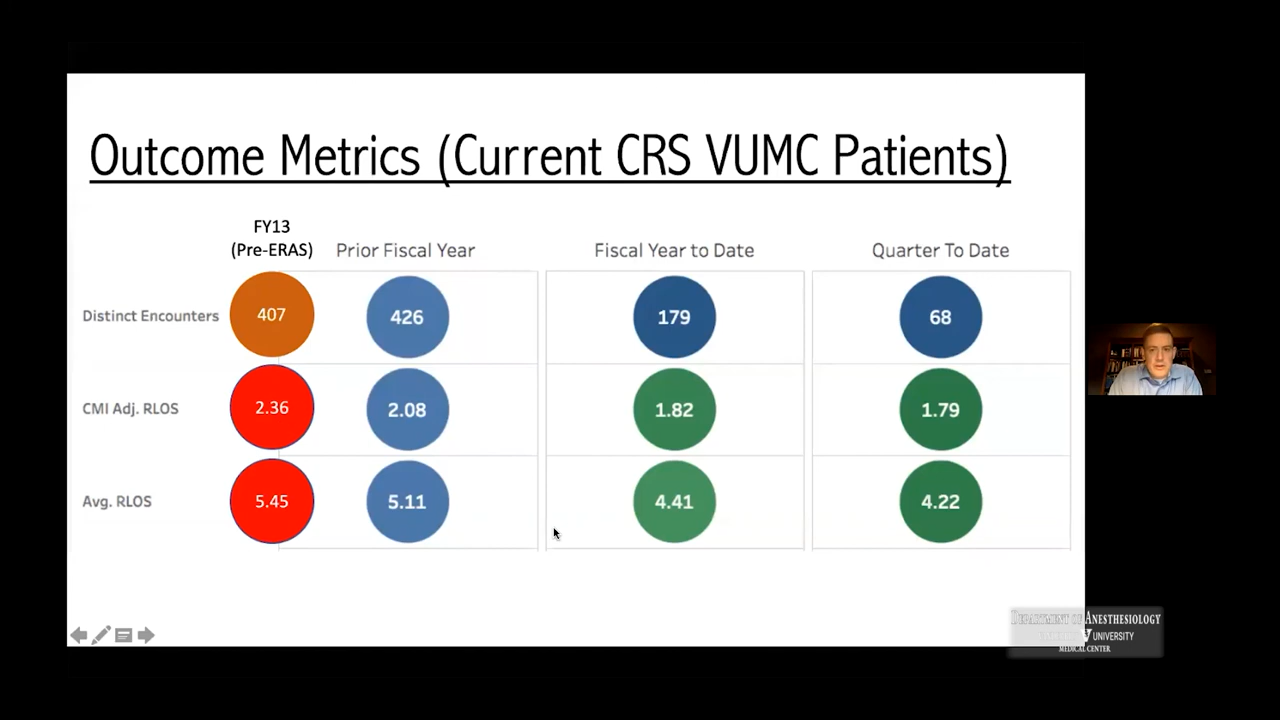 Outcome Metrics (Current CRS VUMC Patients)
FY13
(Pre-ERAS)
Prior Fiscal Year
Fiscal Year to Date
Quarter To Date
Distinct Encounters
407
426
179
68
CMI Adj. RLOS
2.36
2.08
1.82
1.79
Avg. RLOS
5.45
5.11
4.41
4.22
DEPARTMENT OF ANESTHESIOLOGY
UNIVERSITY
MEDICAL CENTER